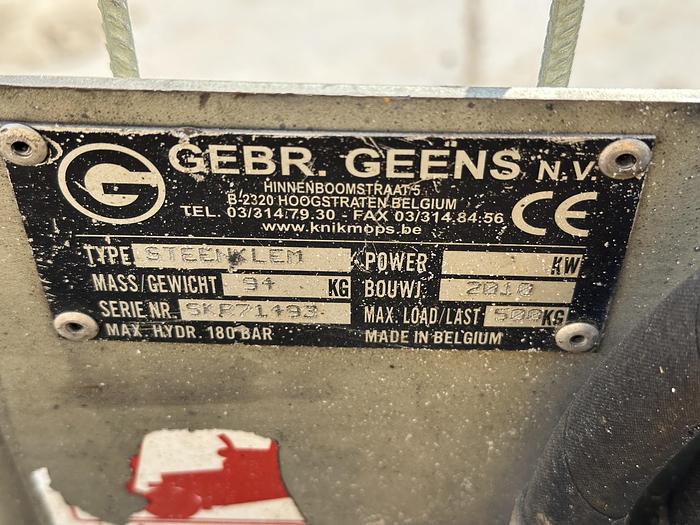 G
GEBR. GEENS N.V.
HINNENBOOMSTRAAT 5
B-2320 HOOGSTRATEN BELGIUM
TEL. 03/314.79.30 - FAX 03/314.84.56
www.knikmops.be
CE
TYPE STEENKLEM
MASS/GEWICHT 94 KG
SERIE NR. SKR71493
MAX. HYDR. 180 BAR
POWER KW
BOUWJ. 2010
MAX. LOAD/LAST 500 KG
MADE IN BELGIUM